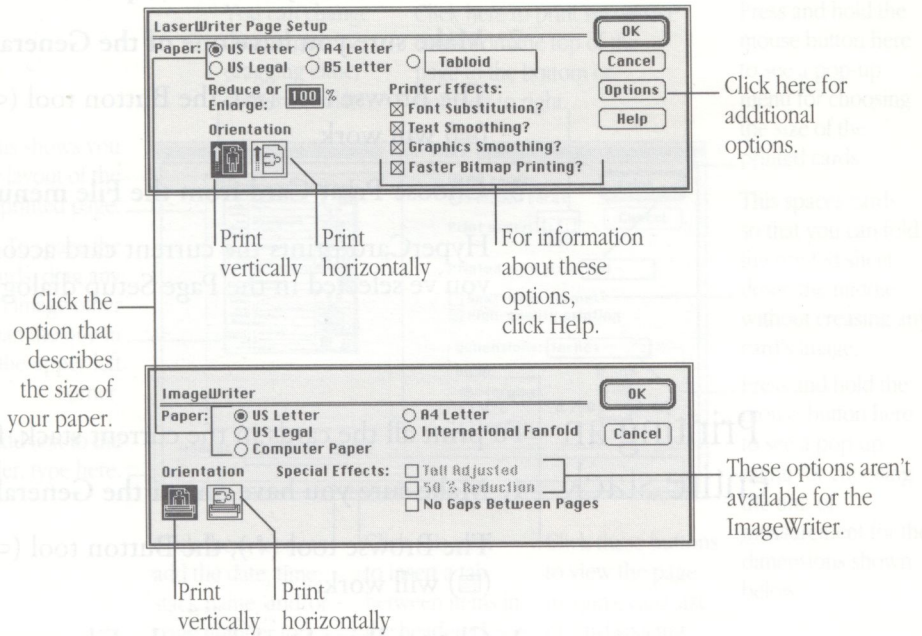 LaserWriter Page Setup
OK
Paper: US Letter A4 Letter Tabloid
US Legal B5 Letter
Cancel
Reduce or Enlarge: 100 %
Printer Effects:
Options
Font Substitution?
Help
Text Smoothing?
Orientation
Graphics Smoothing?
Faster Bitmap Printing?
Click here for
additional
options.
Print
vertically
Print
horizontally
For information
about these
options,
click Help.
Click the
option that
describes
the size of
your paper.
ImageWriter
OK
Paper: US Letter A4 Letter
US Legal International Fanfold
Computer Paper
Cancel
Orientation Special Effects: Tall Adjusted
50 % Reduction
No Gaps Between Pages
These options aren't
available for the
ImageWriter.
Print
vertically
Print
horizontally